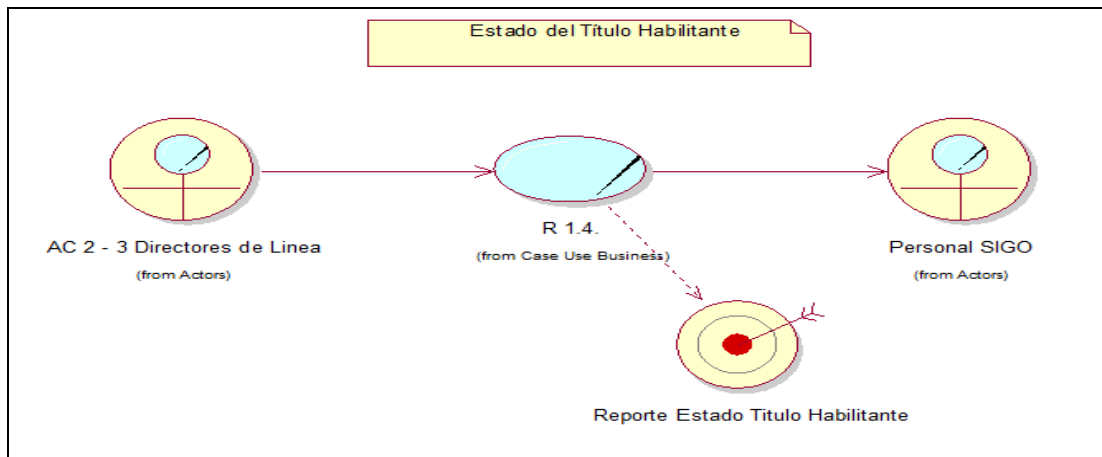 Estado del Título Habilitante
AC 2 - 3 Directores de Linea
(from Actors)
R 1.4.
(from Case Use Business)
Personal SIGO
(from Actors)
Reporte Estado Titulo Habilitante